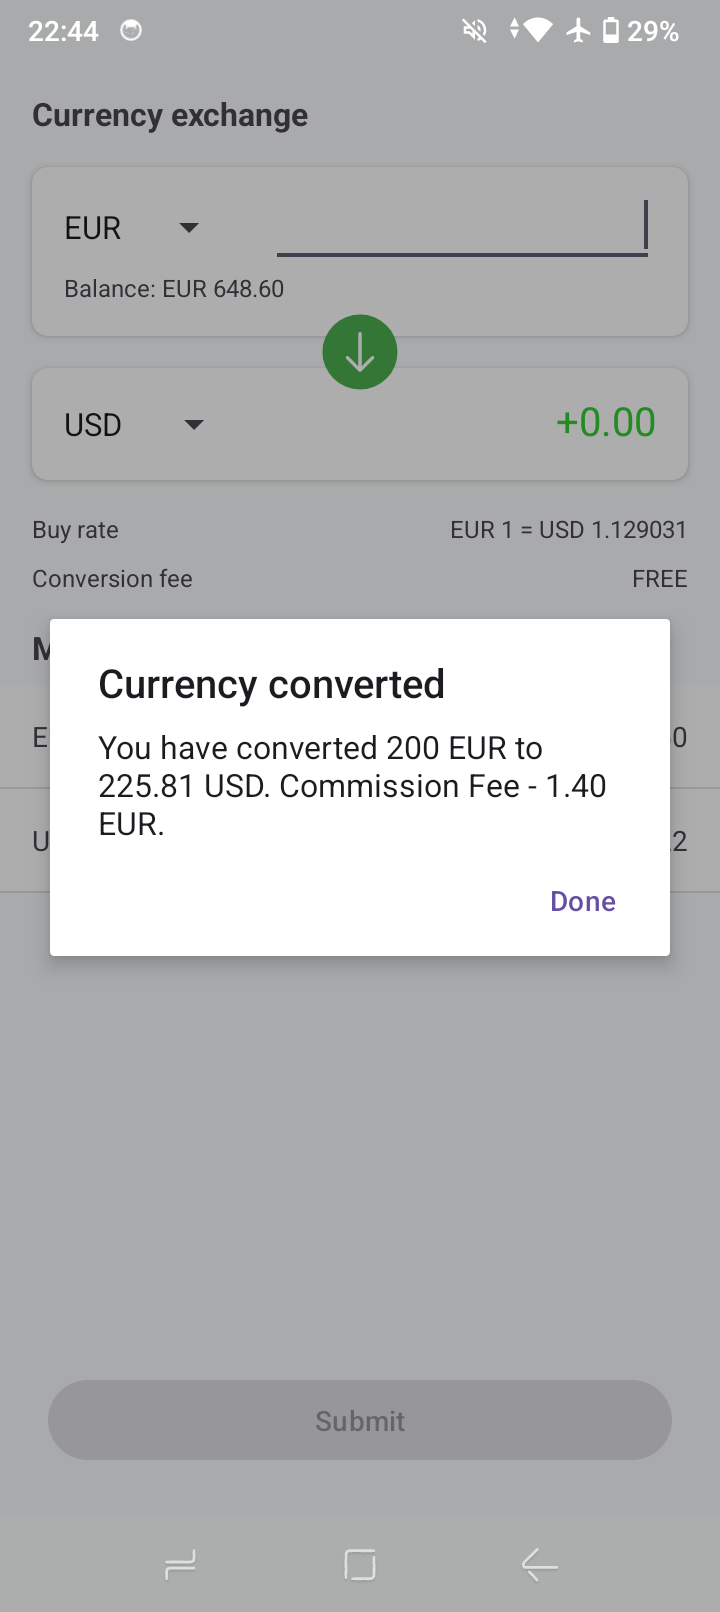 22:44
29%
Currency exchange
EUR
Balance: EUR 648.60
USD
+0.00
Buy rate
EUR 1 = USD 1.129031
Conversion fee
FREE
Currency converted
You have converted 200 EUR to
225.81 USD. Commission Fee - 1.40
EUR.
Done
Submit